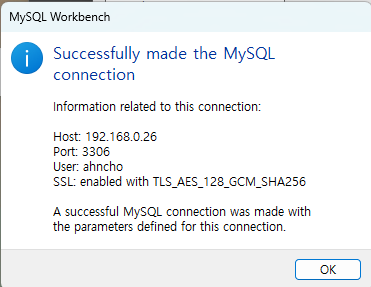 MySQL Workbench
Successfully made the MySQL
connection
Information related to this connection:
Host: 192.168.0.26
Port: 3306
User: ahncho
SSL: enabled with TLS_AES_128_GCM_SHA256
A successful MySQL connection was made with
the parameters defined for this connection.
OK